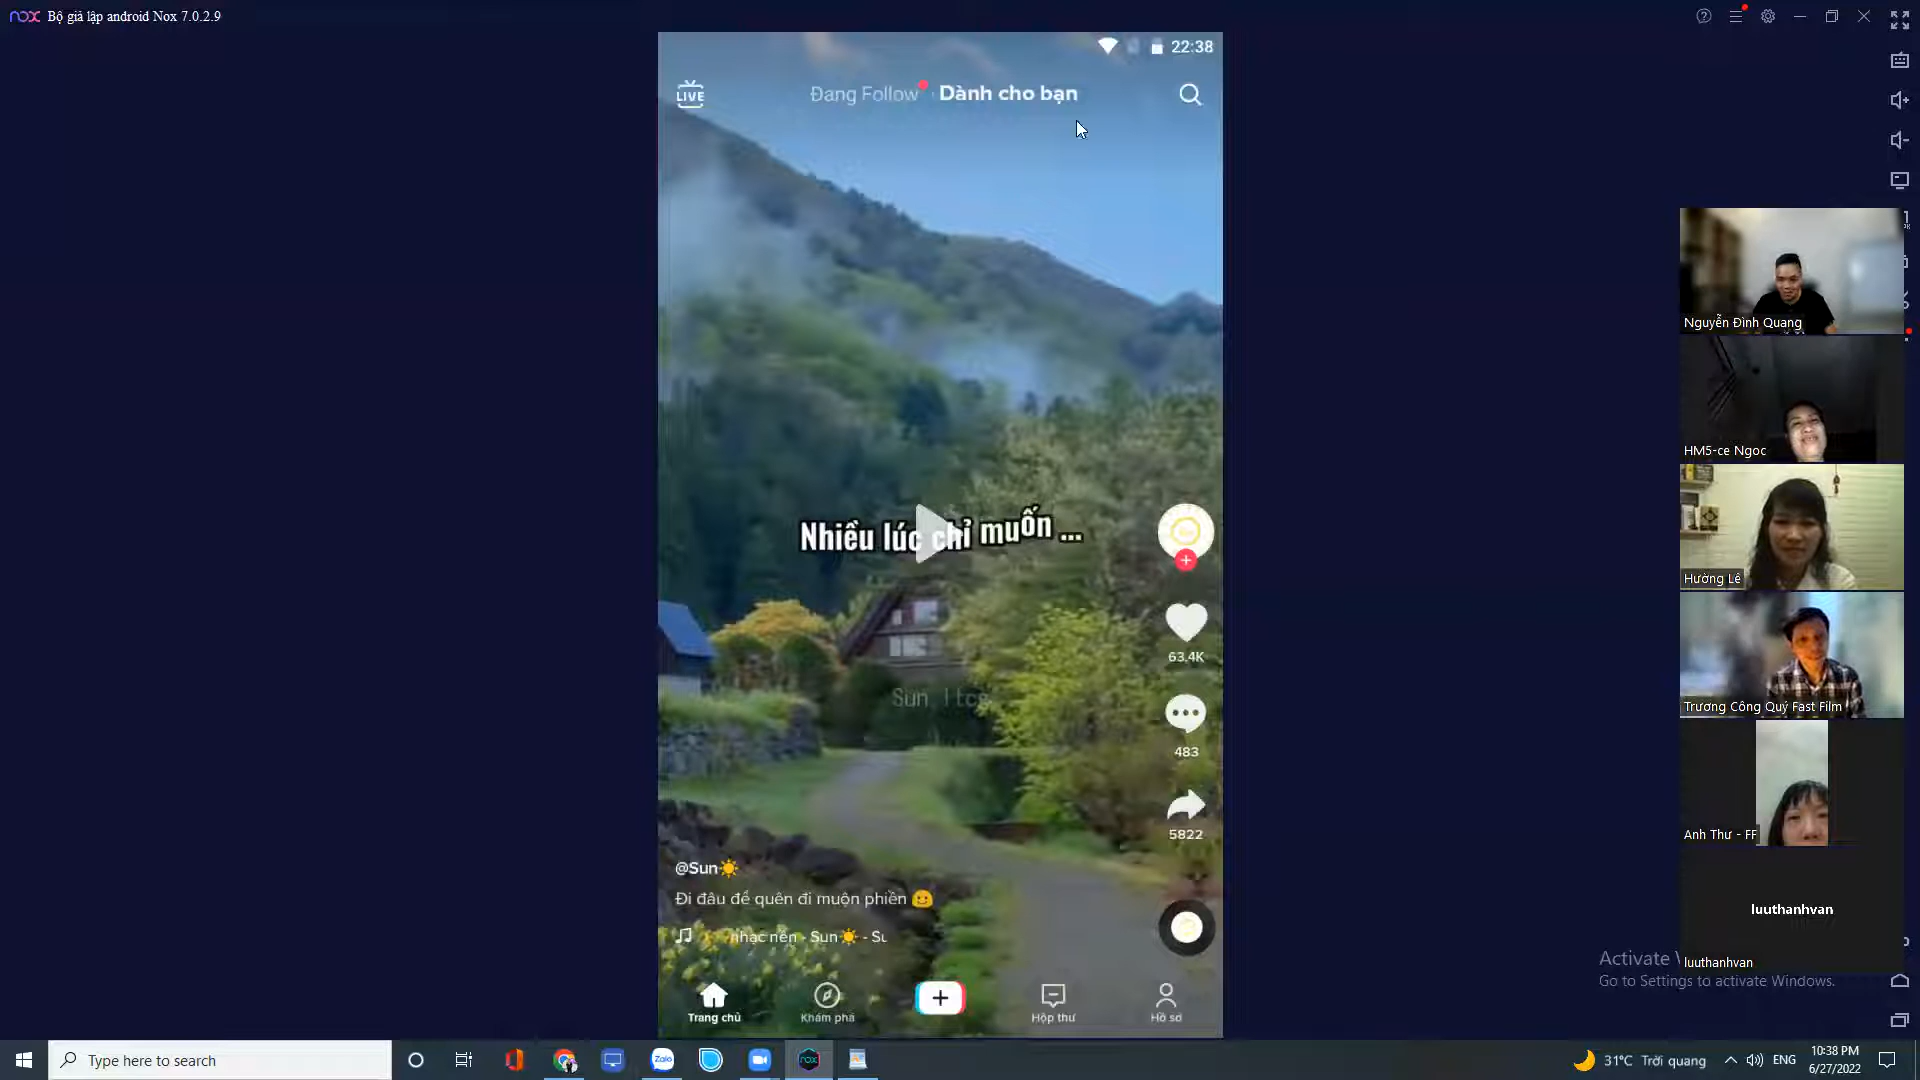 nox Bộ giả lập android Nox 7.0.2.9
22:38
LIVE
Đang Follow
Dành cho bạn
Nhiều lúc chỉ muốn ...
63.4K
483
5822
@Sun☀️
Đi đâu để quên đi muộn phiền 😀
nhạc nền - Sun☀️ - Su
Trang chủ
Khám phá
Hộp thư
Hồ sơ
Nguyễn Đình Quang
HM5-ce Ngoc
Hường Lê
Trương Công Quý Fast Film
Anh Thư - FF
luuthanhvan
luuthanhvan
Activate
Go to Settings to activate Windows.
Type here to search
Zalo
nox
31°C Trời quang
ENG
10:38 PM
6/27/2022